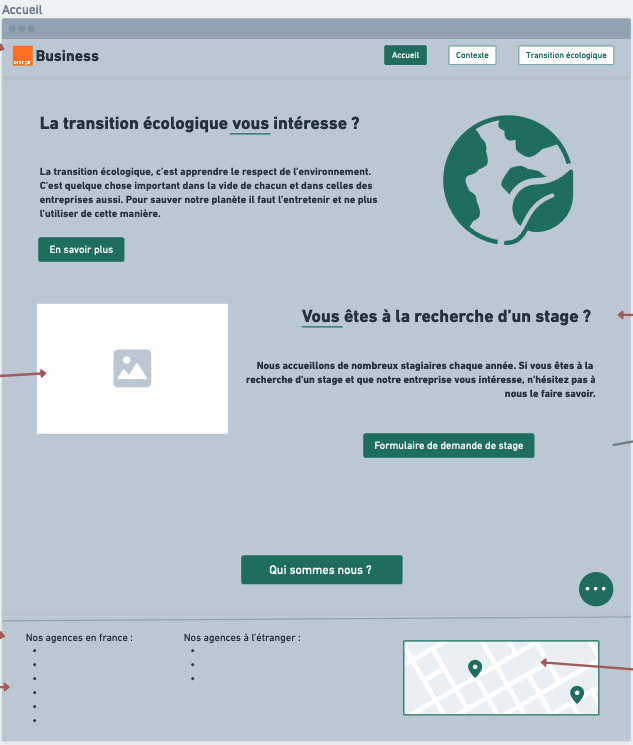 Accueil
orange
Business
Accueil
Contexte
Transition écologique
La transition écologique vous intéresse ?
La transition écologique, c'est apprendre le respect de l'environnement.
C'est quelque chose important dans la vie de chacun et dans celles des
entreprises aussi. Pour sauver notre planète il faut l'entretenir et ne plus
l'utiliser de cette manière.
En savoir plus
Vous êtes à la recherche d'un stage ?
Nous accueillons de nombreux stagiaires chaque année. Si vous êtes à la
recherche d'un stage et que notre entreprise vous intéresse, n'hésitez pas à
nous le faire savoir.
Formulaire de demande de stage
Qui sommes nous ?
Nos agences en france :
Nos agences à l'étranger :